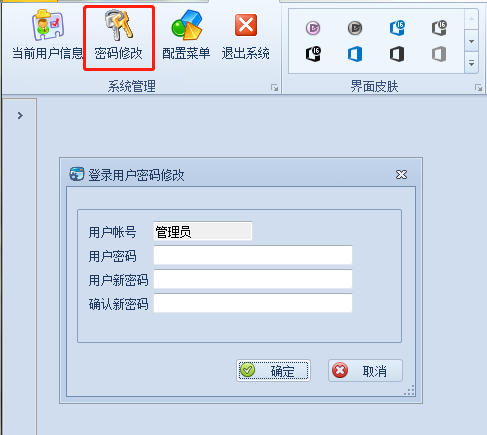 当前用户信息 密码修改 配置菜单 退出系统
系统管理 界面皮肤
登录用户密码修改
用户帐号 管理员
用户密码
用户新密码
确认新密码
确定 取消